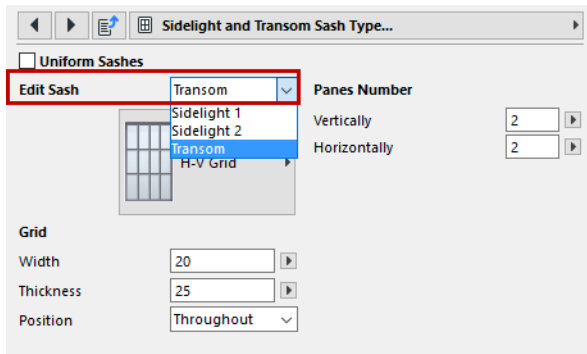 Sidelight and Transom Sash Type...
Uniform Sashes
Edit Sash Transom Panes Number
Sidelight 1
Sidelight 2
Transom
H-V Grid
Vertically 2
Horizontally 2
Grid
Width 20
Thickness 25
Position Throughout